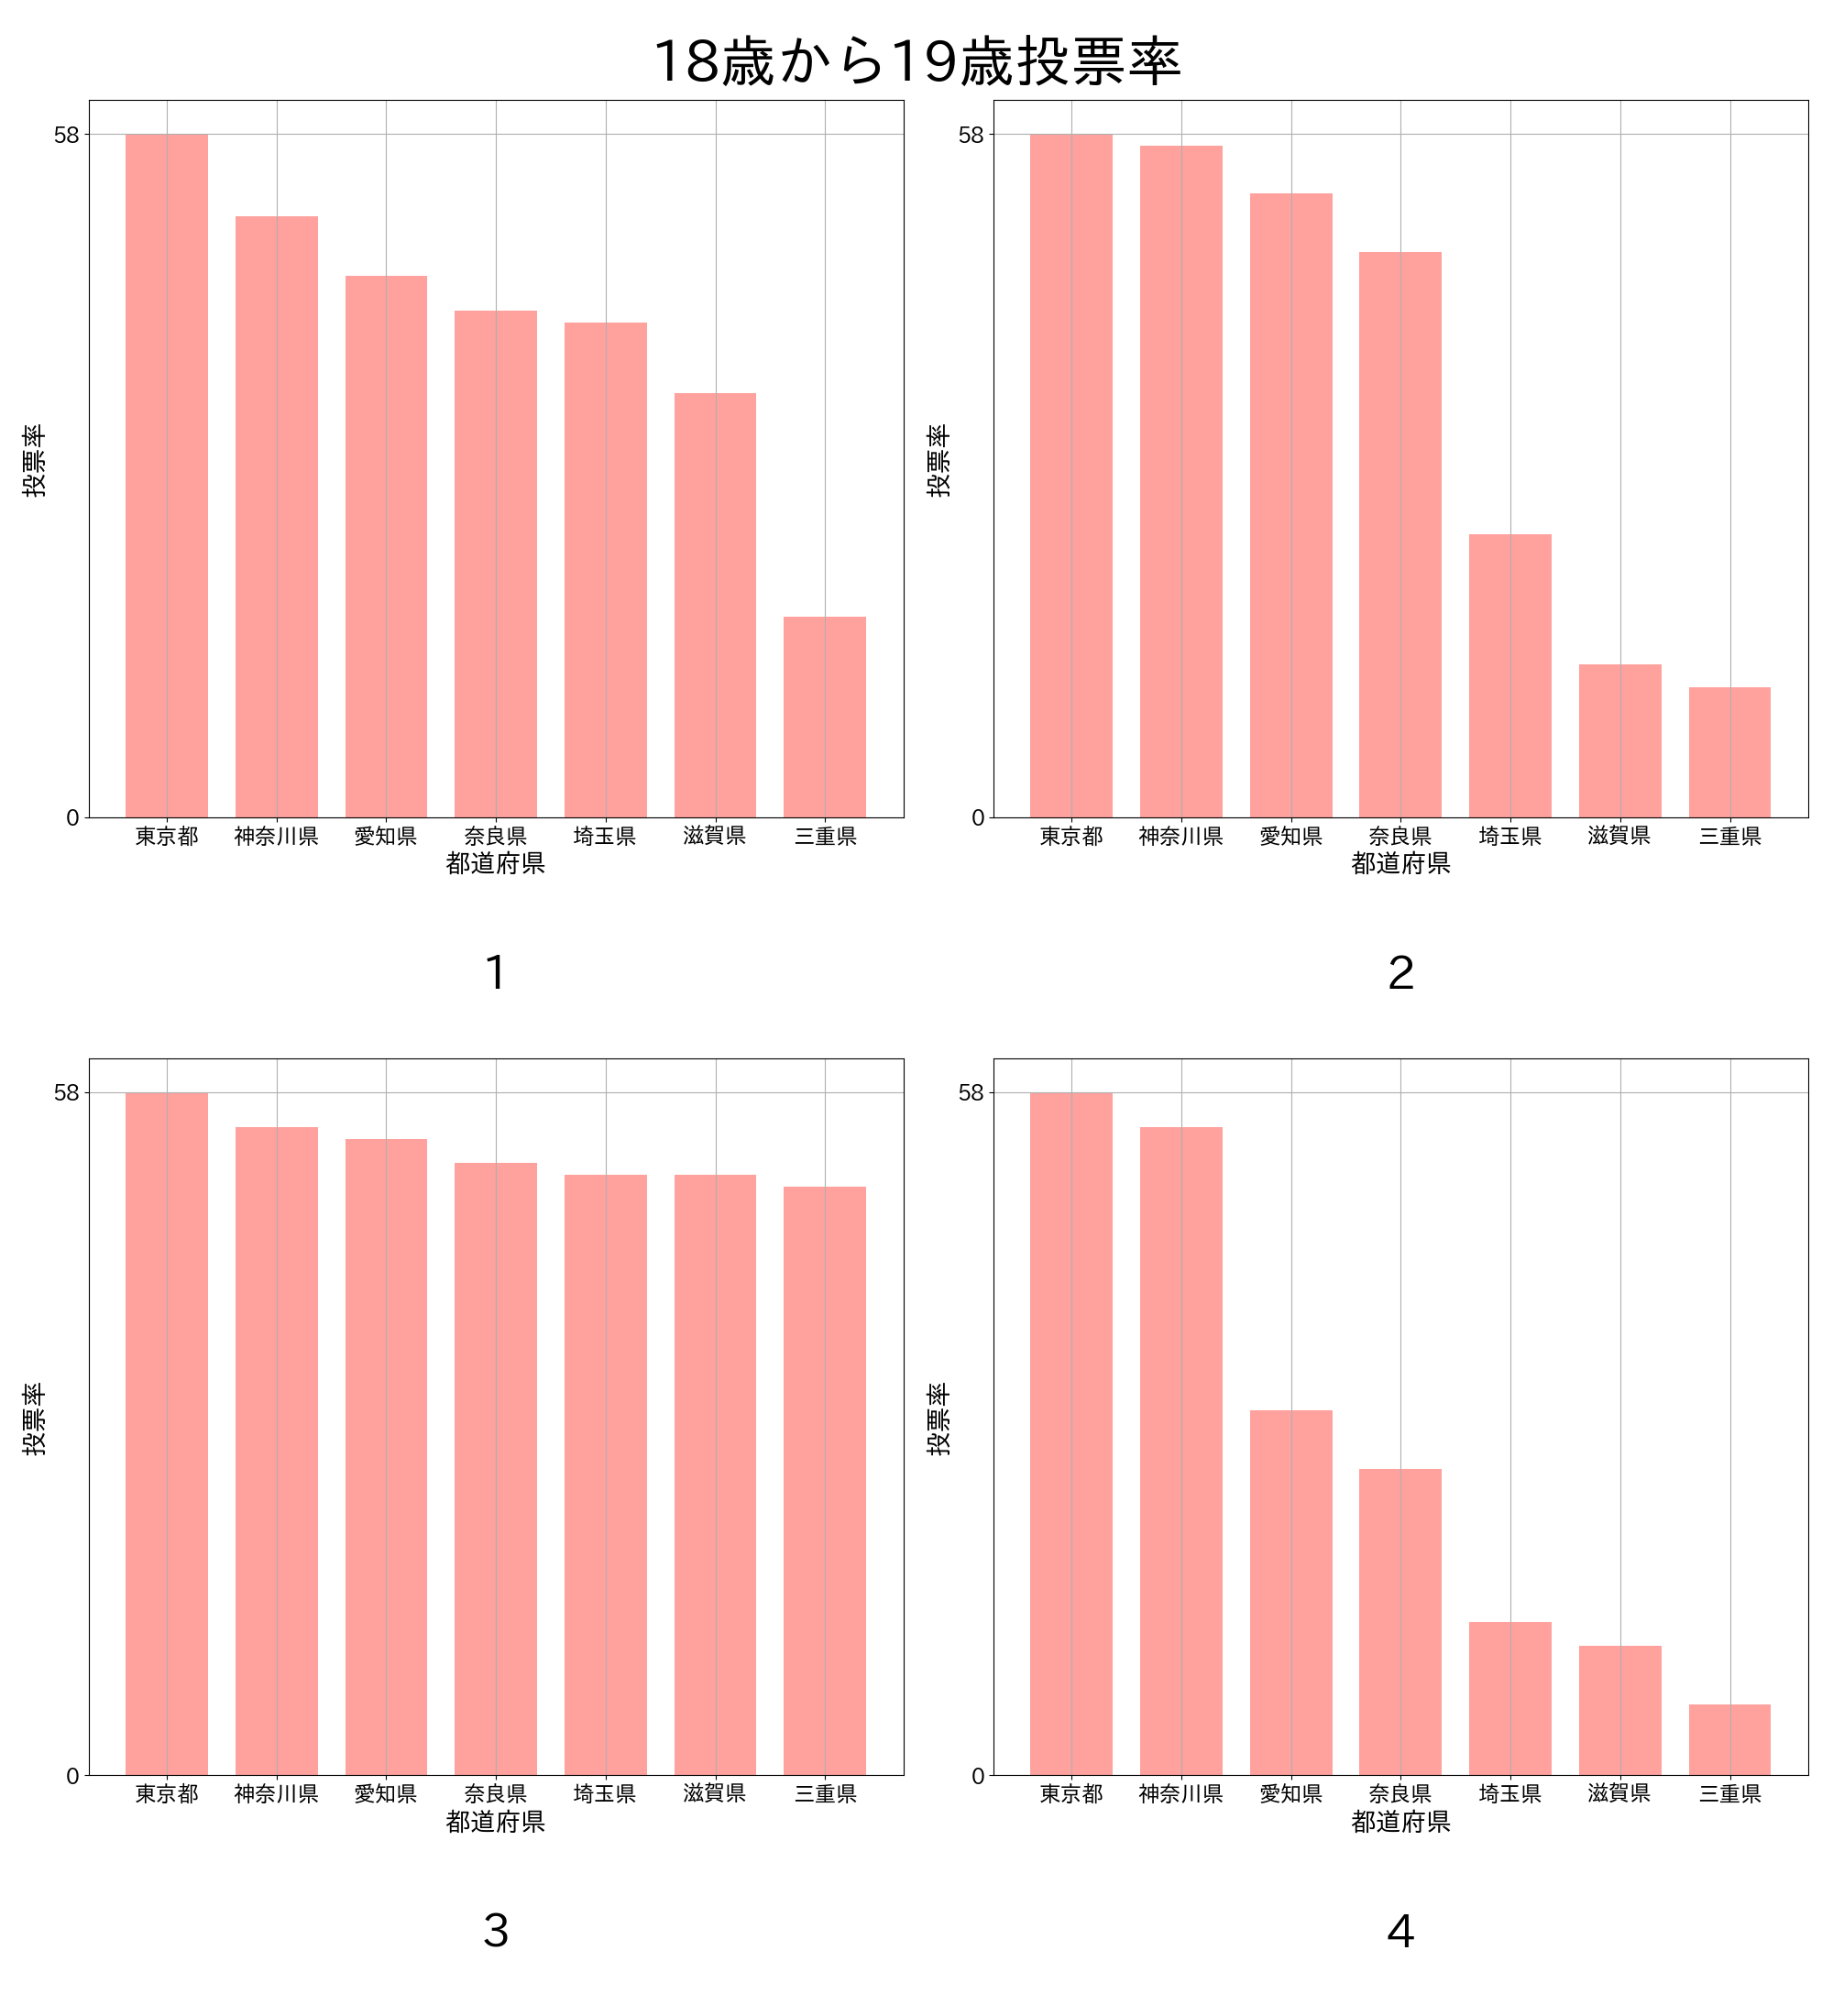 18歳から19歳投票率
58
0
投票率
東京都 神奈川県 愛知県 奈良県 埼玉県 滋賀県 三重県
都道府県
1
58
0
投票率
東京都 神奈川県 愛知県 奈良県 埼玉県 滋賀県 三重県
都道府県
2
58
0
投票率
東京都 神奈川県 愛知県 奈良県 埼玉県 滋賀県 三重県
都道府県
3
58
0
投票率
東京都 神奈川県 愛知県 奈良県 埼玉県 滋賀県 三重県
都道府県
4